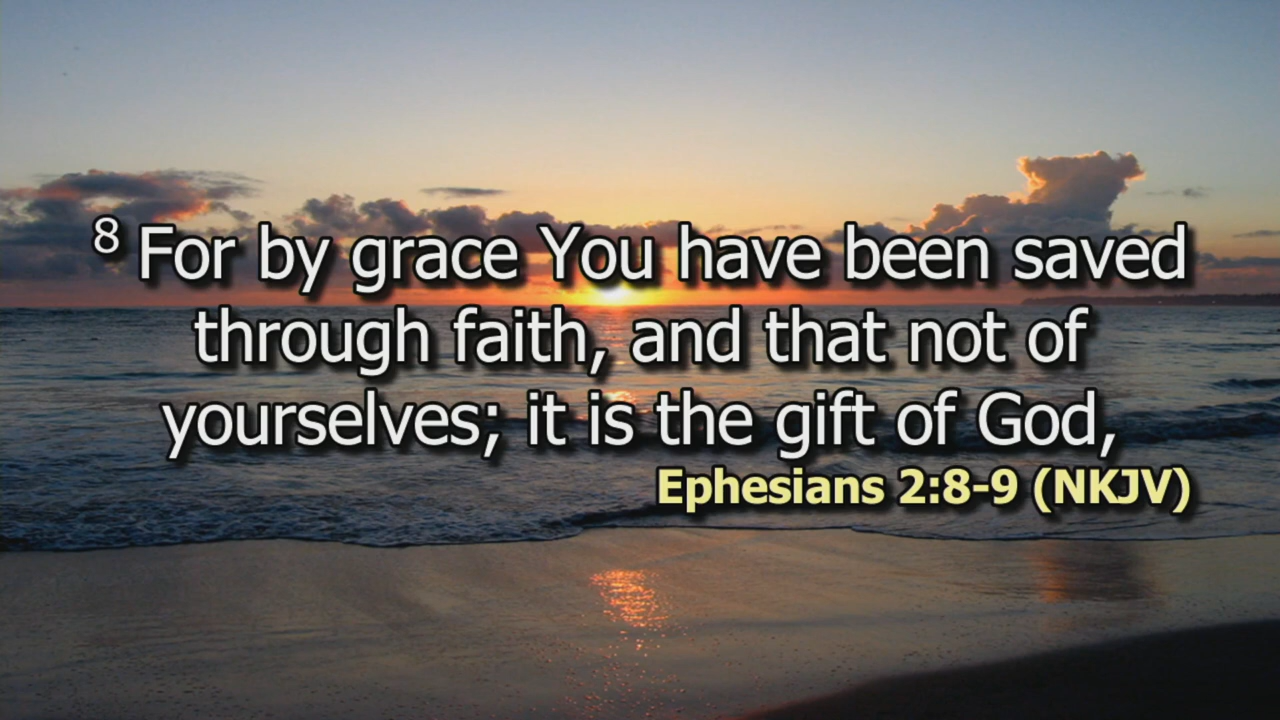 8 For by grace You have been saved
through faith, and that not of
yourselves; it is the gift of God,
Ephesians 2:8-9 (NKJV)